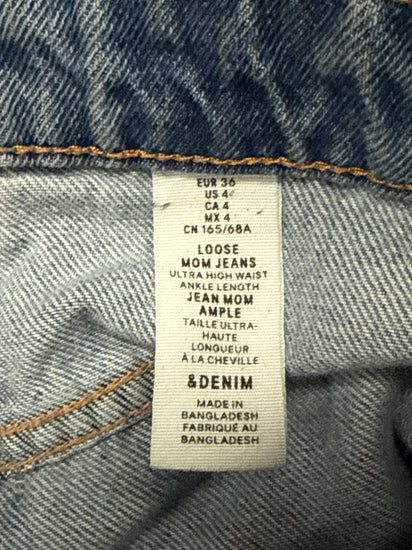 EUR 36
US 4
CA 4
MX 4
CN 165/68A
LOOSE
MOM JEANS
ULTRA HIGH WAIST
ANKLE LENGTH
JEAN MOM
AMPLE
TAILLE ULTRA-
HAUTE
LONGUEUR
À LA CHEVILLE
&DENIM
MADE IN
BANGLADESH
FABRIQUÉ AU
BANGLADESH